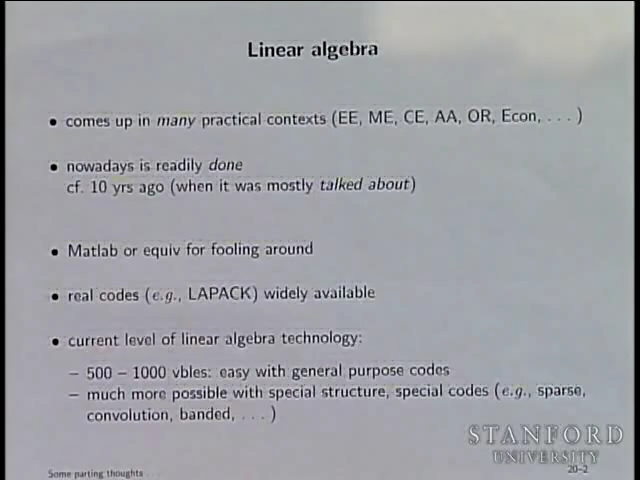 Linear algebra
• comes up in many practical contexts (EE, ME, CE, AA, OR, Econ, . . . )
• nowadays is readily done
cf. 10 yrs ago (when it was mostly talked about)
• Matlab or equiv for fooling around
• real codes (e.g., LAPACK) widely available
• current level of linear algebra technology:
– 500 – 1000 vbles: easy with general purpose codes
– much more possible with special structure, special codes (e.g., sparse,
convolution, banded, . . . )
STANFORD
UNIVERSITY
Some parting thoughts . . .
20–2